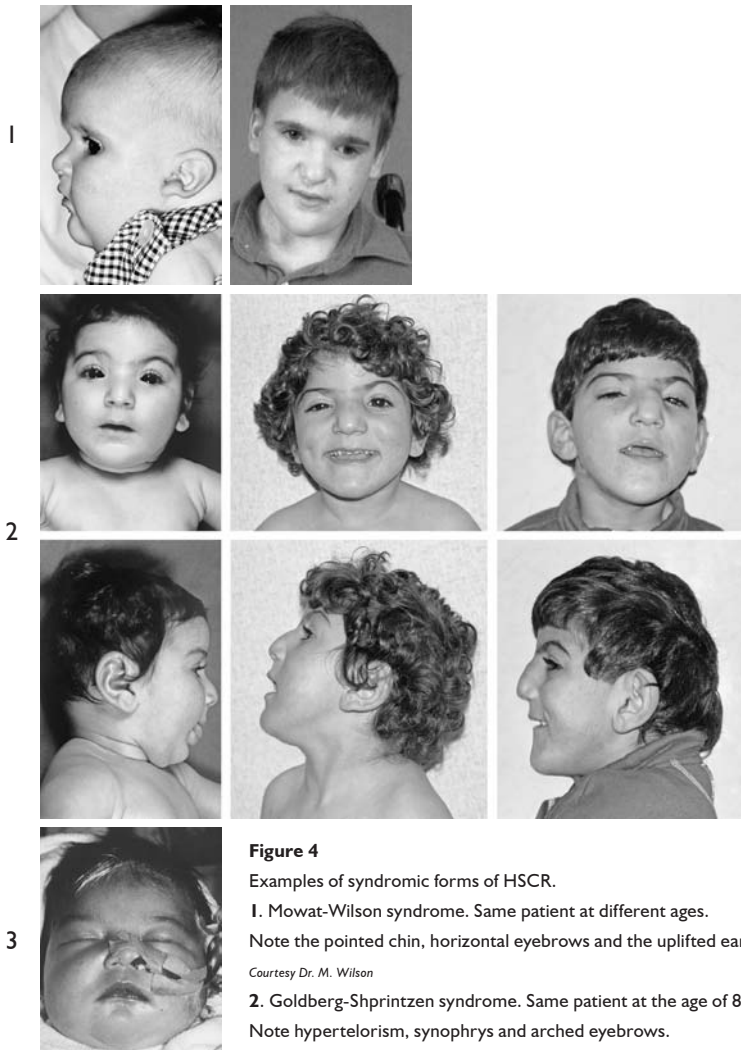 1
2
3
Figure 4
Examples of syndromic forms of HSCR.
1. Mowat-Wilson syndrome. Same patient at different ages.
Note the pointed chin, horizontal eyebrows and the uplifted ear
Courtesy Dr. M. Wilson
2. Goldberg-Shprintzen syndrome. Same patient at the age of 8
Note hypertelorism, synophrys and arched eyebrows.